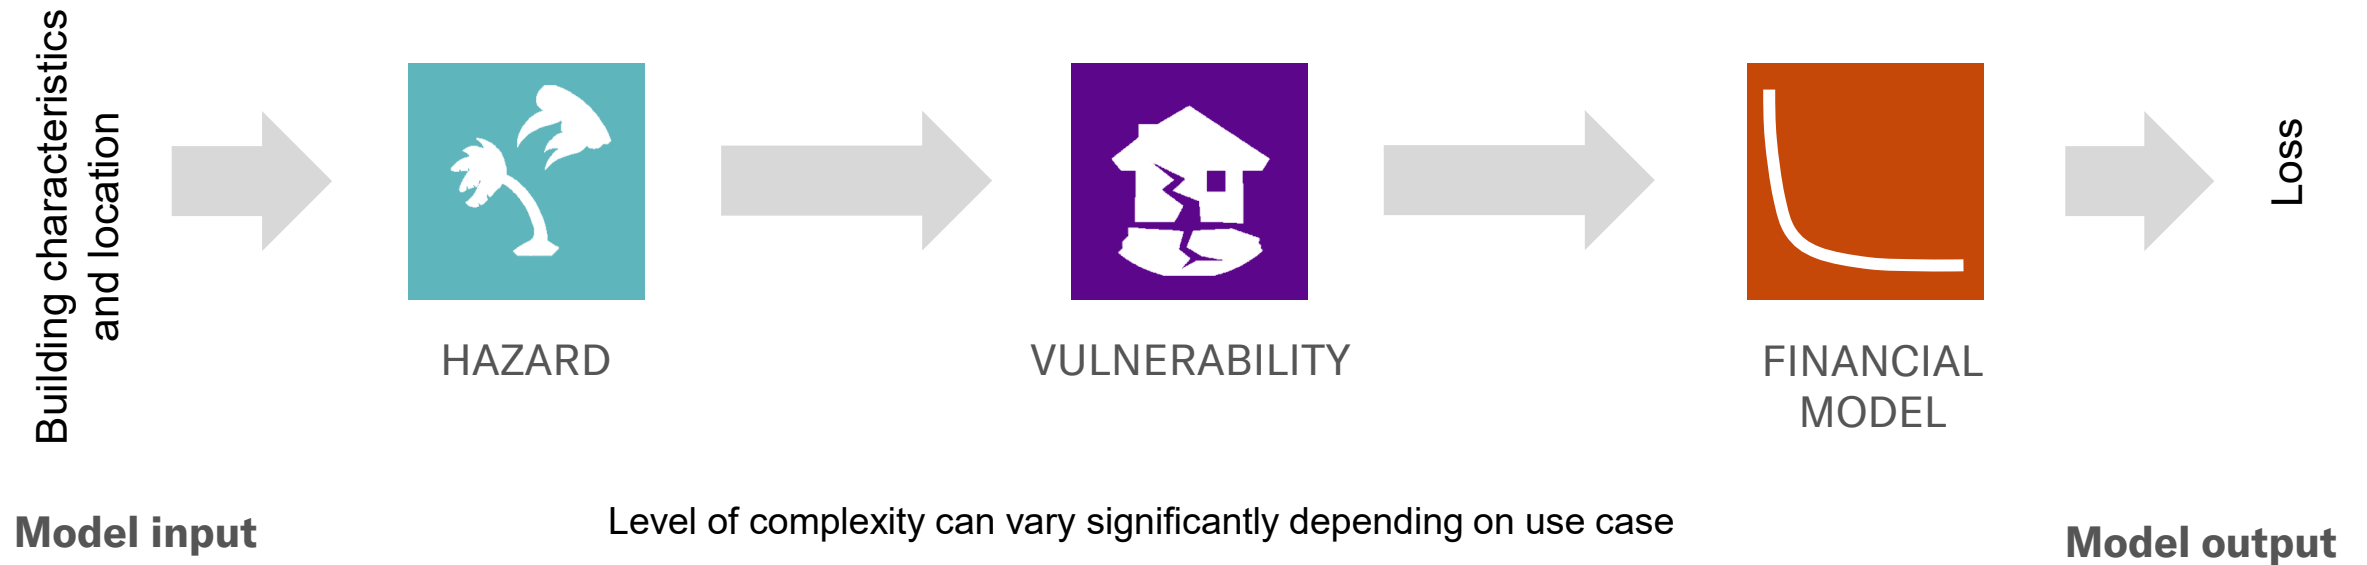 Building characteristics
and location
HAZARD
VULNERABILITY
FINANCIAL
MODEL
Loss
Model input
Level of complexity can vary significantly depending on use case
Model output